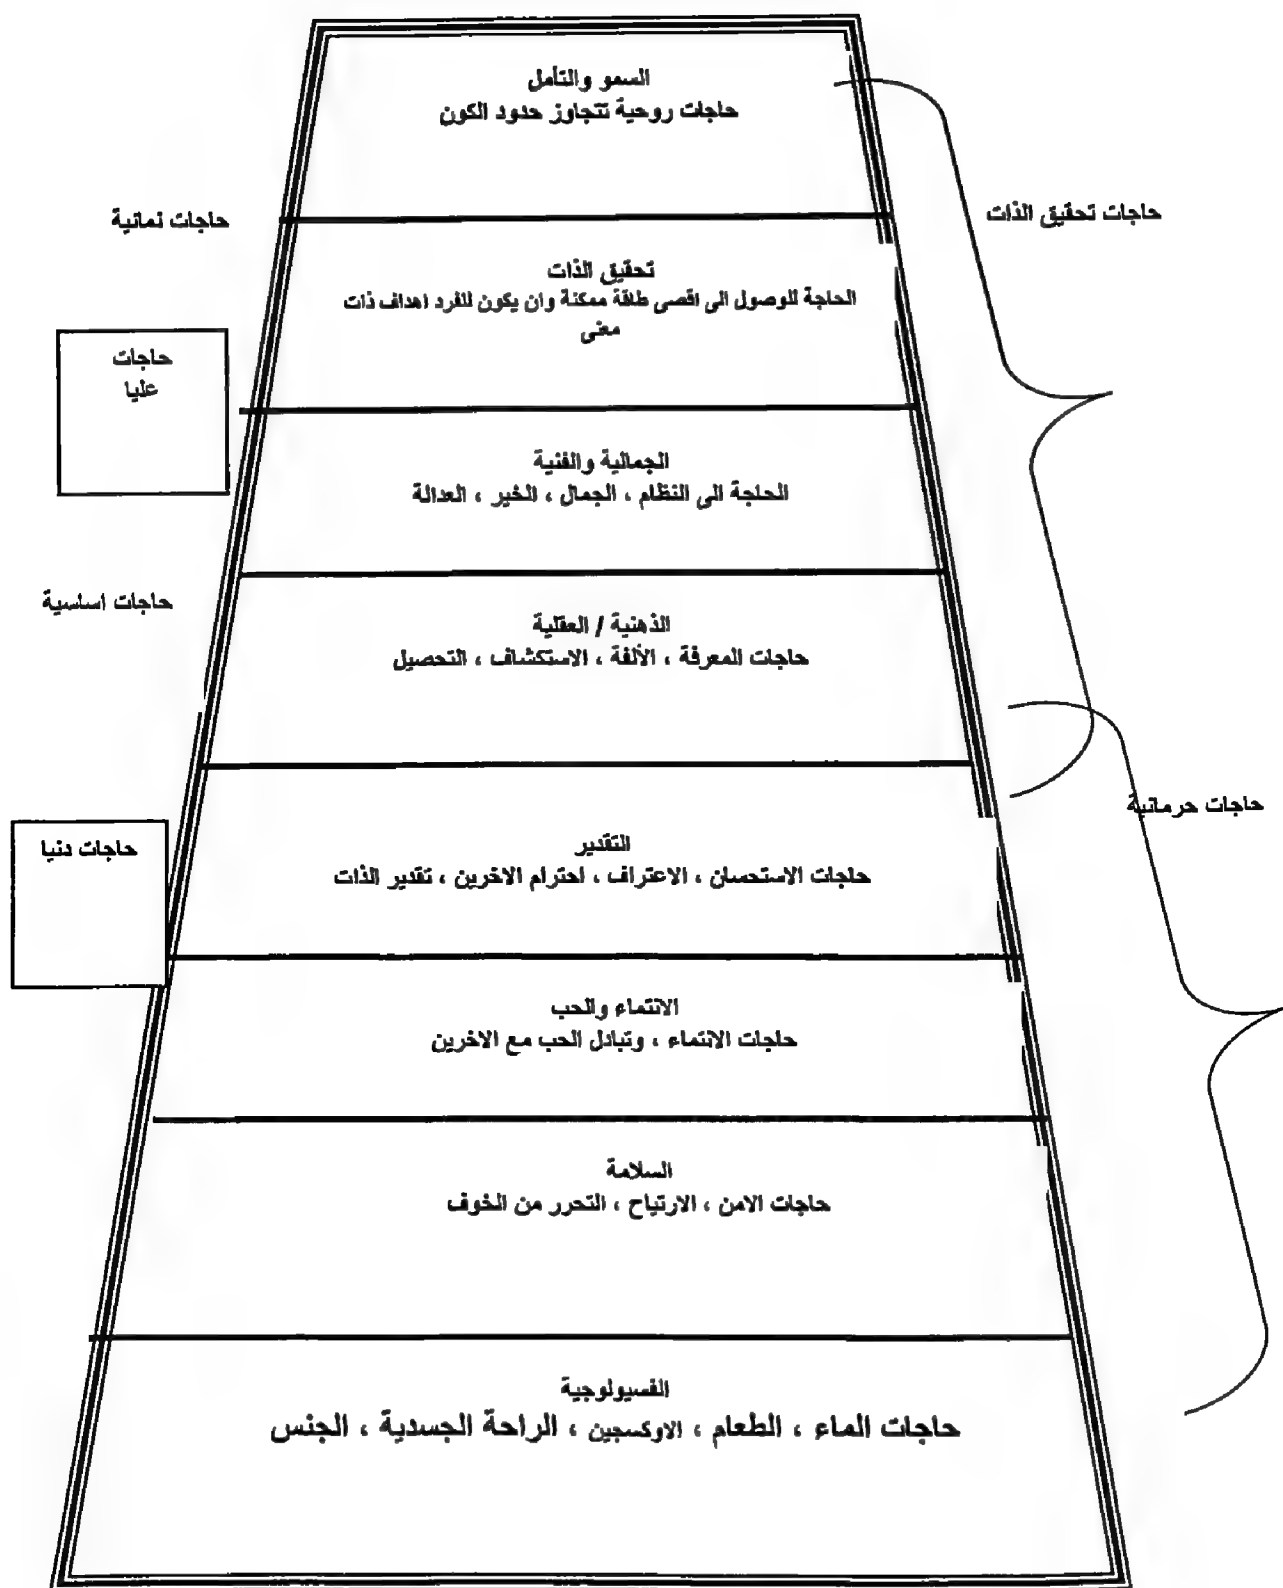 السمو والتأمل
حاجات روحية تتجاوز حدود الكون
حاجات تحقيق الذات
حاجات نمائية
تحقيق الذات
الحاجة للوصول الى اقصى طاقة ممكنة وان يكون للفرد اهداف ذات
معنى
حاجات
عليا
الجمالية والفنية
الحاجة الى النظام ، الجمال ، الخير ، العدالة
حاجات اساسية
الذهنية / العقلية
حاجات المعرفة ، الألفة ، الاستكشاف ، التحصيل
حاجات حرمانية
حاجات دنيا
التقدير
حاجات الاستحسان ، الاعتراف ، احترام الاخرين ، تقدير الذات
الانتماء والحب
حاجات الانتماء ، وتبادل الحب مع الاخرين
السلامة
حاجات الامن ، الارتياح ، التحرر من الخوف
الفسيولوجية
حاجات الماء ، الطعام ، الاوكسجين ، الراحة الجسدية ، الجنس